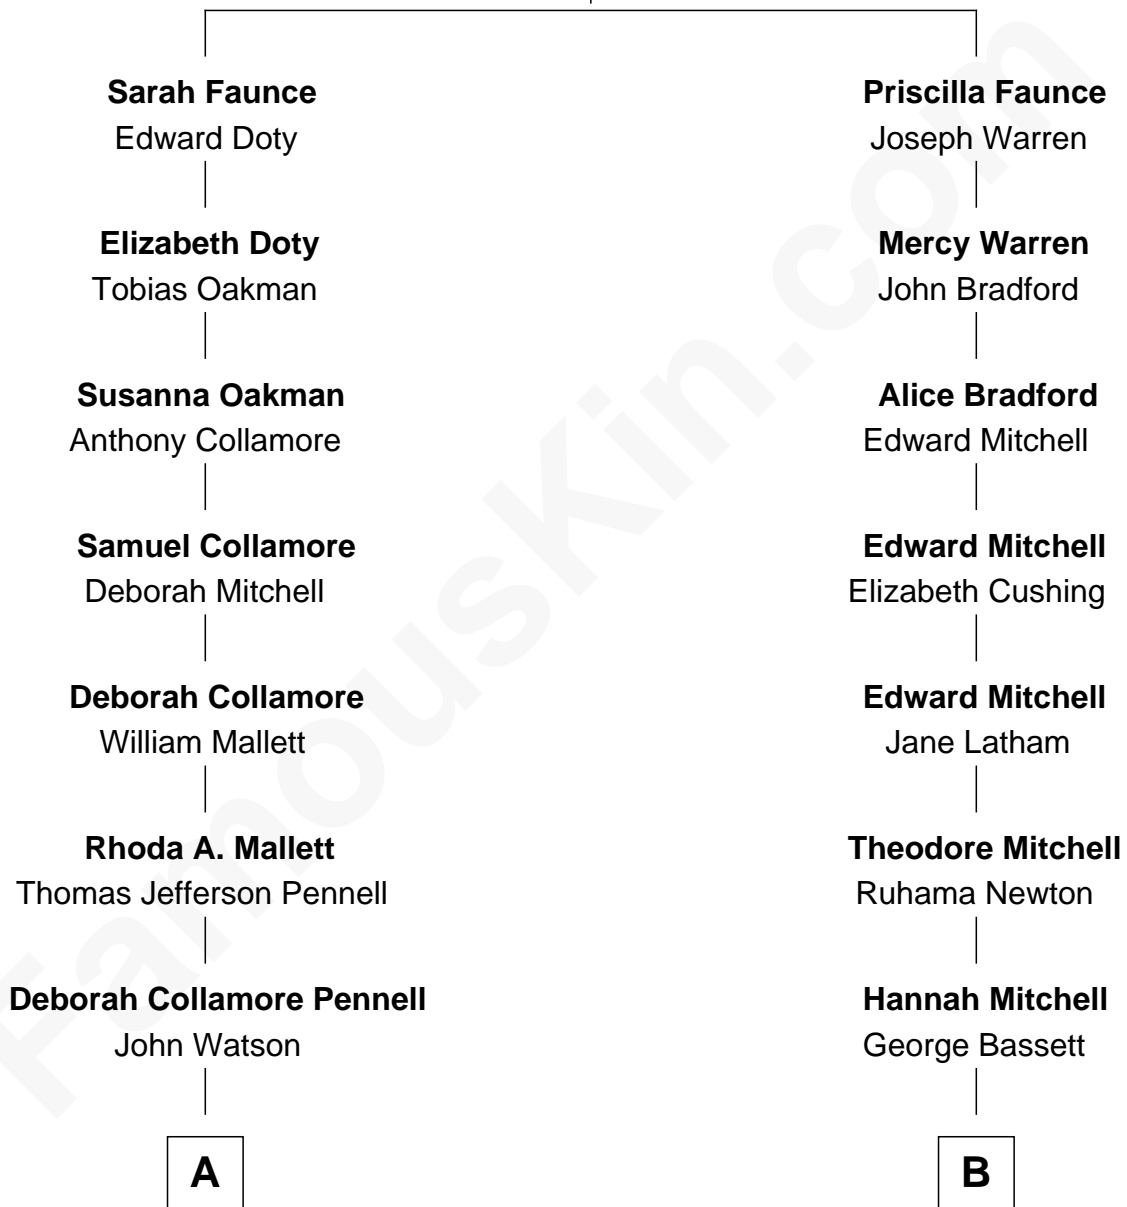 Sarah Faunce
Edward Doty
Priscilla Faunce
Joseph Warren
Elizabeth Doty
Tobias Oakman
Mercy Warren
John Bradford
Susanna Oakman
Anthony Collamore
Alice Bradford
Edward Mitchell
Samuel Collamore
Deborah Mitchell
Edward Mitchell
Elizabeth Cushing
Deborah Collamore
William Mallett
Edward Mitchell
Jane Latham
Rhoda A. Mallett
Thomas Jefferson Pennell
Theodore Mitchell
Ruhama Newton
Deborah Collamore Pennell
John Watson
Hannah Mitchell
George Bassett
A
B
FamousKin.com